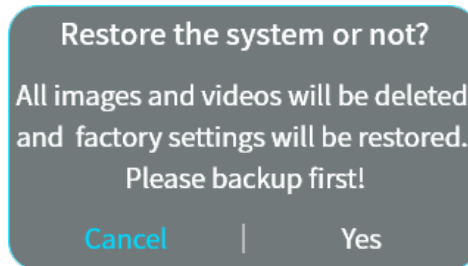 Restore the system or not?
All images and videos will be deleted
and factory settings will be restored.
Please backup first!
Cancel | Yes